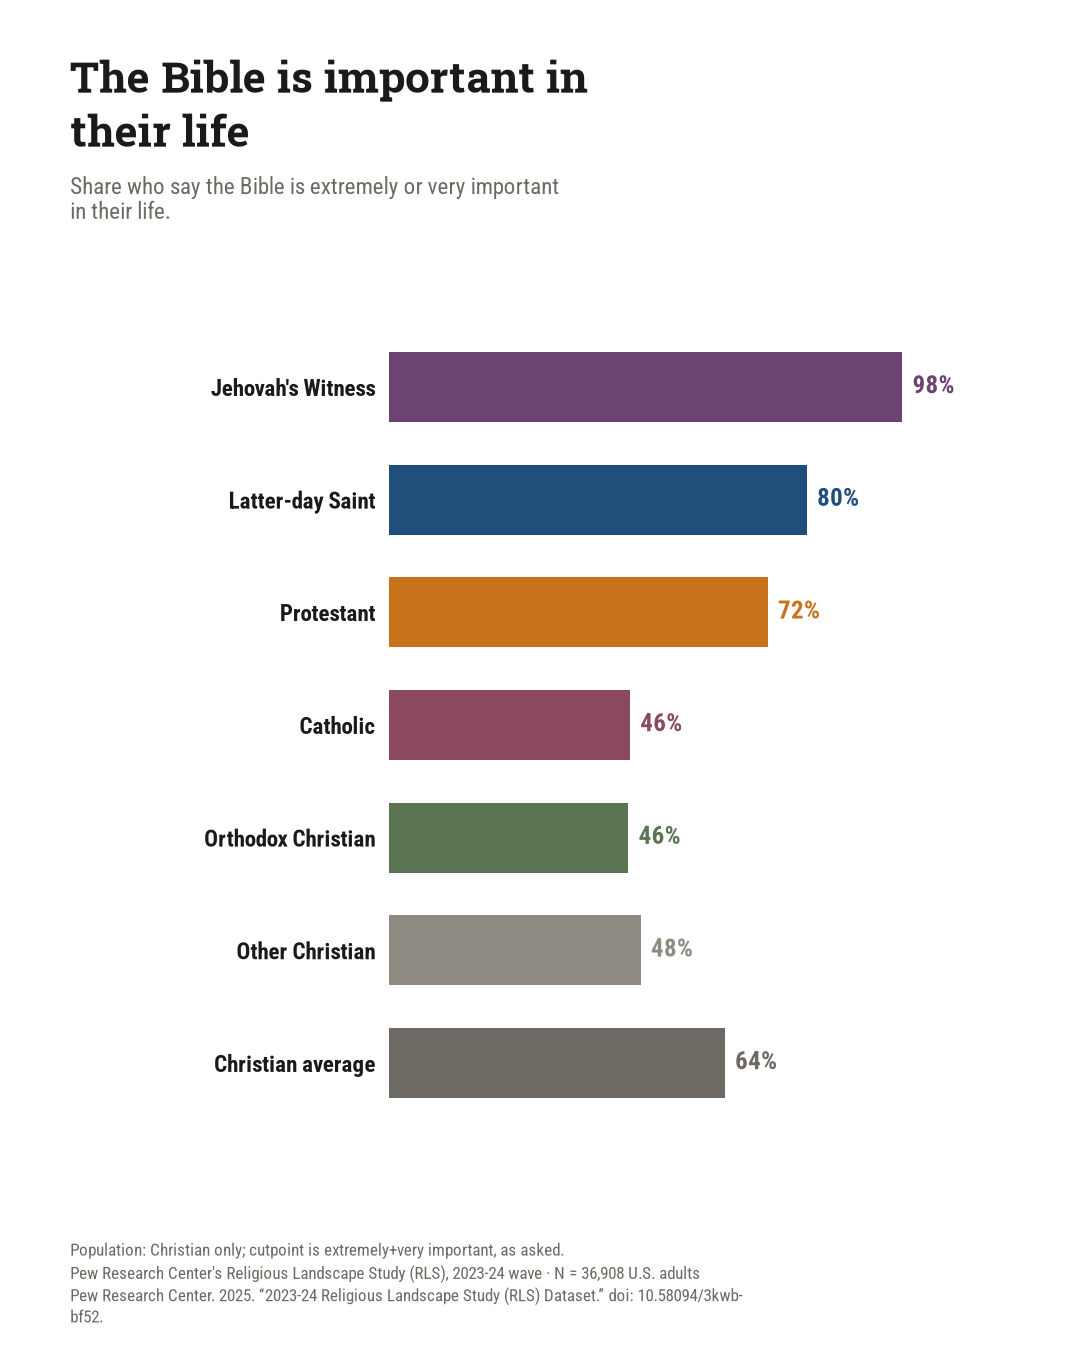 The Bible is important in
their life
Share who say the Bible is extremely or very important
in their life.
Jehovah's Witness
98%
Latter-day Saint
80%
Protestant
72%
Catholic
46%
Orthodox Christian
46%
Other Christian
48%
Christian average
64%
Population: Christian only; cutpoint is extremely+very important, as asked.
Pew Research Center's Religious Landscape Study (RLS), 2023-24 wave · N = 36,908 U.S. adults
Pew Research Center. 2025. “2023-24 Religious Landscape Study (RLS) Dataset.” doi: 10.58094/3kwb-
bf52.